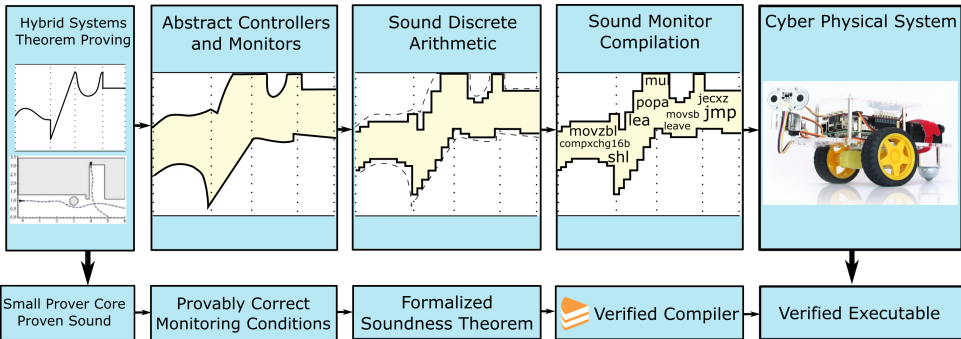 Hybrid Systems
Theorem Proving
Abstract Controllers
and Monitors
Sound Discrete
Arithmetic
Sound Monitor
Compilation
Cyber Physical System
mu
popa
jecxz
lea
movsb
jmp
leave
movzbl
compxchg16b
shl
Small Prover Core
Proven Sound
Provably Correct
Monitoring Conditions
Formalized
Soundness Theorem
Verified Compiler
Verified Executable